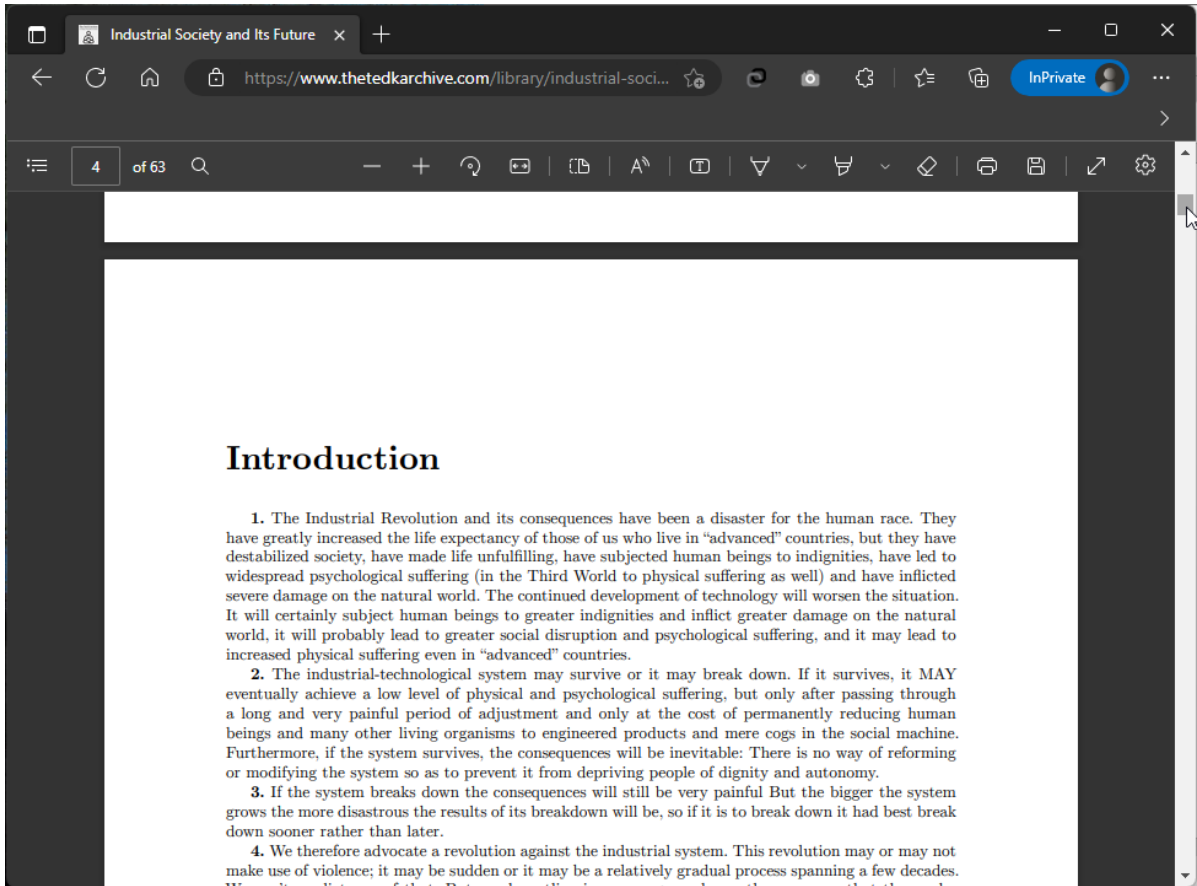 Industrial Society and Its Future
https://www.thetedkarchive.com/library/industrial-soci...
InPrivate
4 of 63
Introduction
1. The Industrial Revolution and its consequences have been a disaster for the human race. They
have greatly increased the life expectancy of those of us who live in “advanced” countries, but they have
destabilized society, have made life unfulfilling, have subjected human beings to indignities, have led to
widespread psychological suffering (in the Third World to physical suffering as well) and have inflicted
severe damage on the natural world. The continued development of technology will worsen the situation.
It will certainly subject human beings to greater indignities and inflict greater damage on the natural
world, it will probably lead to greater social disruption and psychological suffering, and it may lead to
increased physical suffering even in “advanced” countries.
2. The industrial-technological system may survive or it may break down. If it survives, it MAY
eventually achieve a low level of physical and psychological suffering, but only after passing through
a long and very painful period of adjustment and only at the cost of permanently reducing human
beings and many other living organisms to engineered products and mere cogs in the social machine.
Furthermore, if the system survives, the consequences will be inevitable: There is no way of reforming
or modifying the system so as to prevent it from depriving people of dignity and autonomy.
3. If the system breaks down the consequences will still be very painful But the bigger the system
grows the more disastrous the results of its breakdown will be, so if it is to break down it had best break
down sooner rather than later.
4. We therefore advocate a revolution against the industrial system. This revolution may or may not
make use of violence; it may be sudden or it may be a relatively gradual process spanning a few decades.